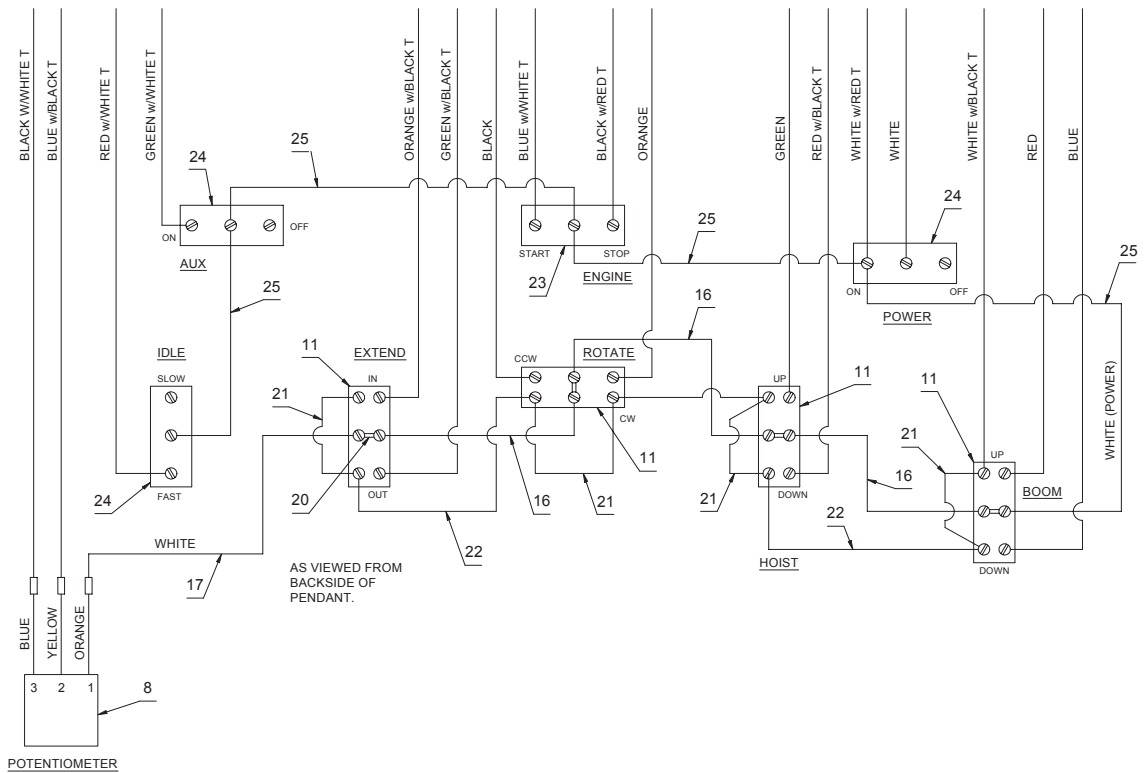 BLACK W/WHITE T
BLUE w/BLACK T
RED w/WHITE T
GREEN w/WHITE T
ORANGE w/BLACK T
GREEN w/BLACK T
BLACK
BLUE w/WHITE T
BLACK w/RED T
ORANGE
GREEN
RED w/BLACK T
WHITE w/RED T
WHITE
WHITE w/BLACK T
RED
BLUE
24
25
ON
OFF
AUX
START
STOP
23
ENGINE
25
24
ON
OFF
POWER
25
25
16
IDLE
SLOW
FAST
24
11
EXTEND
IN
21
20
OUT
16
22
CCW
ROTATE
CW
11
21
UP
11
21
DOWN
HOIST
11
UP
21
BOOM
16
22
DOWN
WHITE (POWER)
WHITE
17
AS VIEWED FROM
BACKSIDE OF
PENDANT.
BLUE
YELLOW
ORANGE
3 2 1
8
POTENTIOMETER